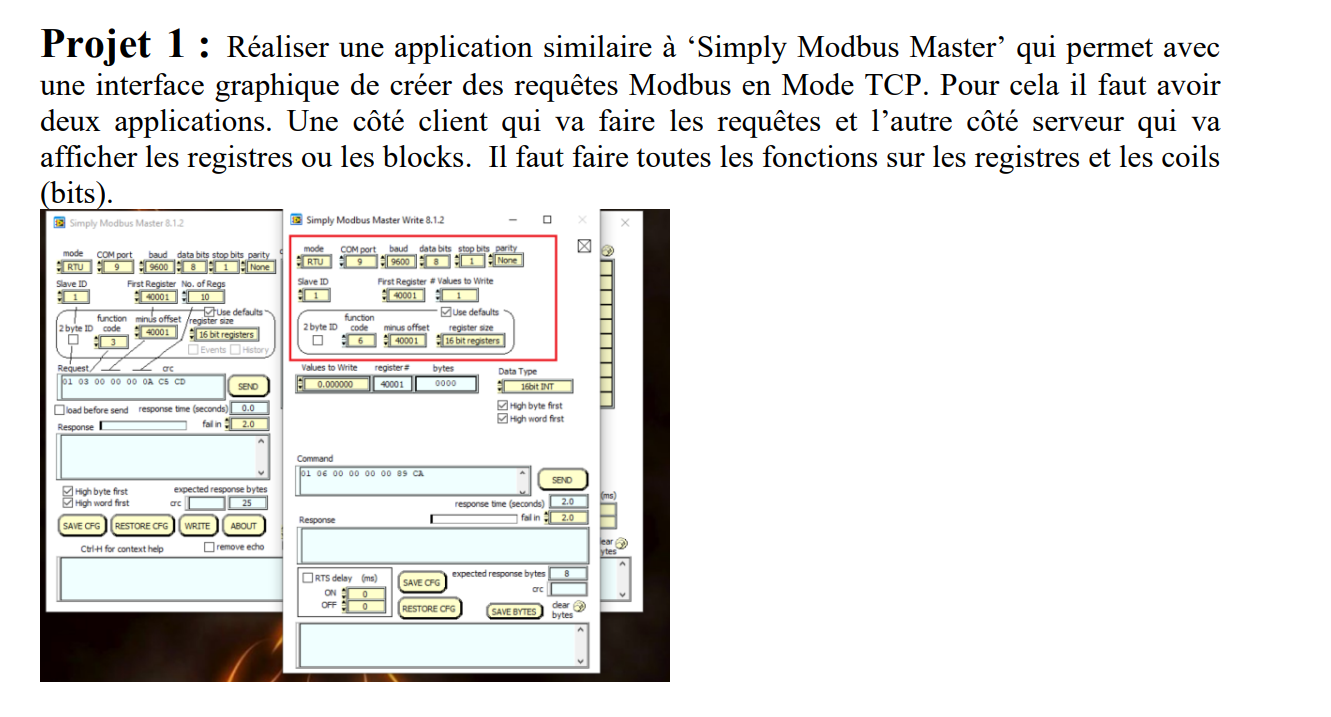 Projet 1 : Réaliser une application similaire à ‘Simply Modbus Master’ qui permet avec
une interface graphique de créer des requêtes Modbus en Mode TCP. Pour cela il faut avoir
deux applications. Une côté client qui va faire les requêtes et l’autre côté serveur qui va
afficher les registres ou les blocks. Il faut faire toutes les fonctions sur les registres et les coils
(bits).
Simply Modbus Master 8.1.2
mode COM port baud data bits stop bits parity
RTU 9 9600 8 1 None
Slave ID First Register No. of Regs
1 40001 10
Use defaults
function minus offset register size
2 byte ID code
3 40001 16 bit registers
Events History
Request crc
01 03 00 00 00 0A C5 CD
SEND
load before send response time (seconds) 0.0
Response fail in 2.0
High byte first expected response bytes
High word first crc 25
SAVE CFG RESTORE CFG WRITE ABOUT
Ctrl-H for context help remove echo
Simply Modbus Master Write 8.1.2
mode COM port baud data bits stop bits parity
RTU 9 9600 8 1 None
Slave ID First Register # Values to Write
1 40001 1
Use defaults
function
2 byte ID code minus offset register size
6 40001 16 bit registers
Values to Write register# bytes
0.000000 40001 0000
Data Type
16bit INT
High byte first
High word first
Command
01 06 00 00 00 00 89 CA
SEND
response time (seconds) 2.0
Response fail in 2.0
RTS delay (ms)
ON 0
OFF 0
SAVE CFG
RESTORE CFG
expected response bytes 8
crc
SAVE BYTES
clear
bytes
(ms)